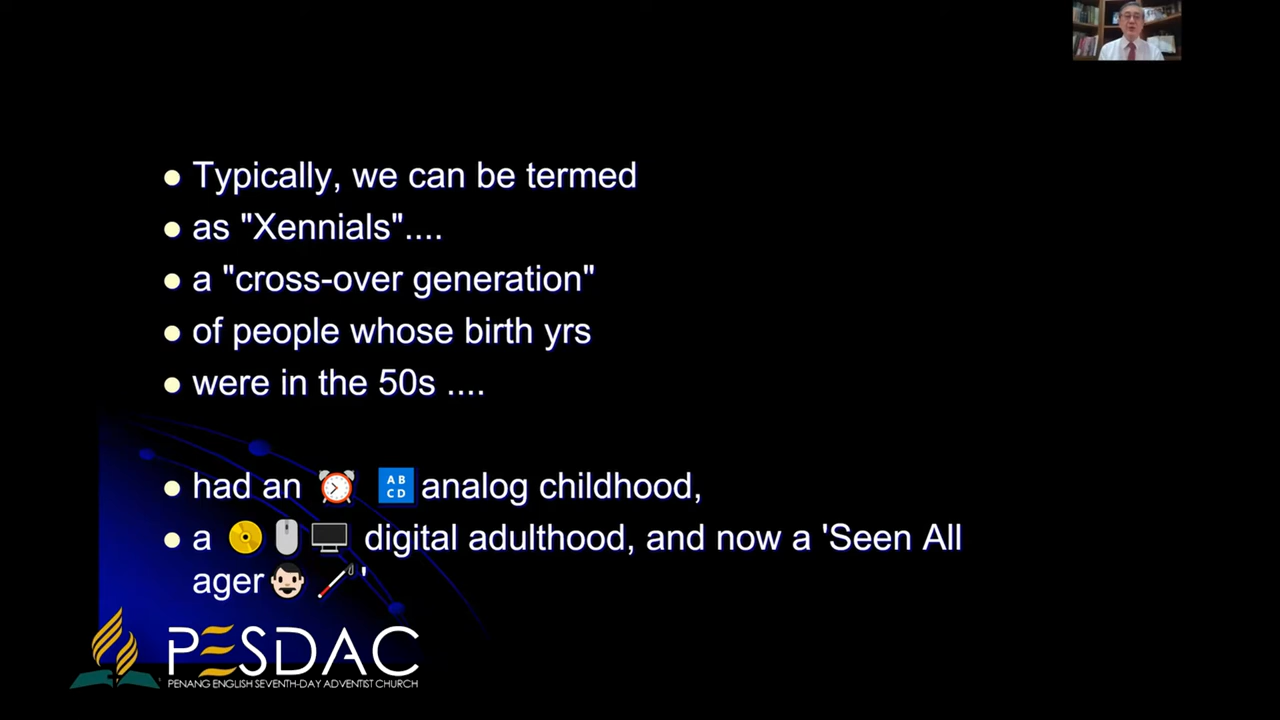 Typically, we can be termed
as "Xennials"....
a "cross-over generation"
of people whose birth yrs
were in the 50s ....
had an ⏰ 🔠 analog childhood,
a 📀🖱️🖥️ digital adulthood, and now a 'Seen All
ager👨🏻🦯'
PESDAC
PENANG ENGLISH SEVENTH-DAY ADVENTIST CHURCH